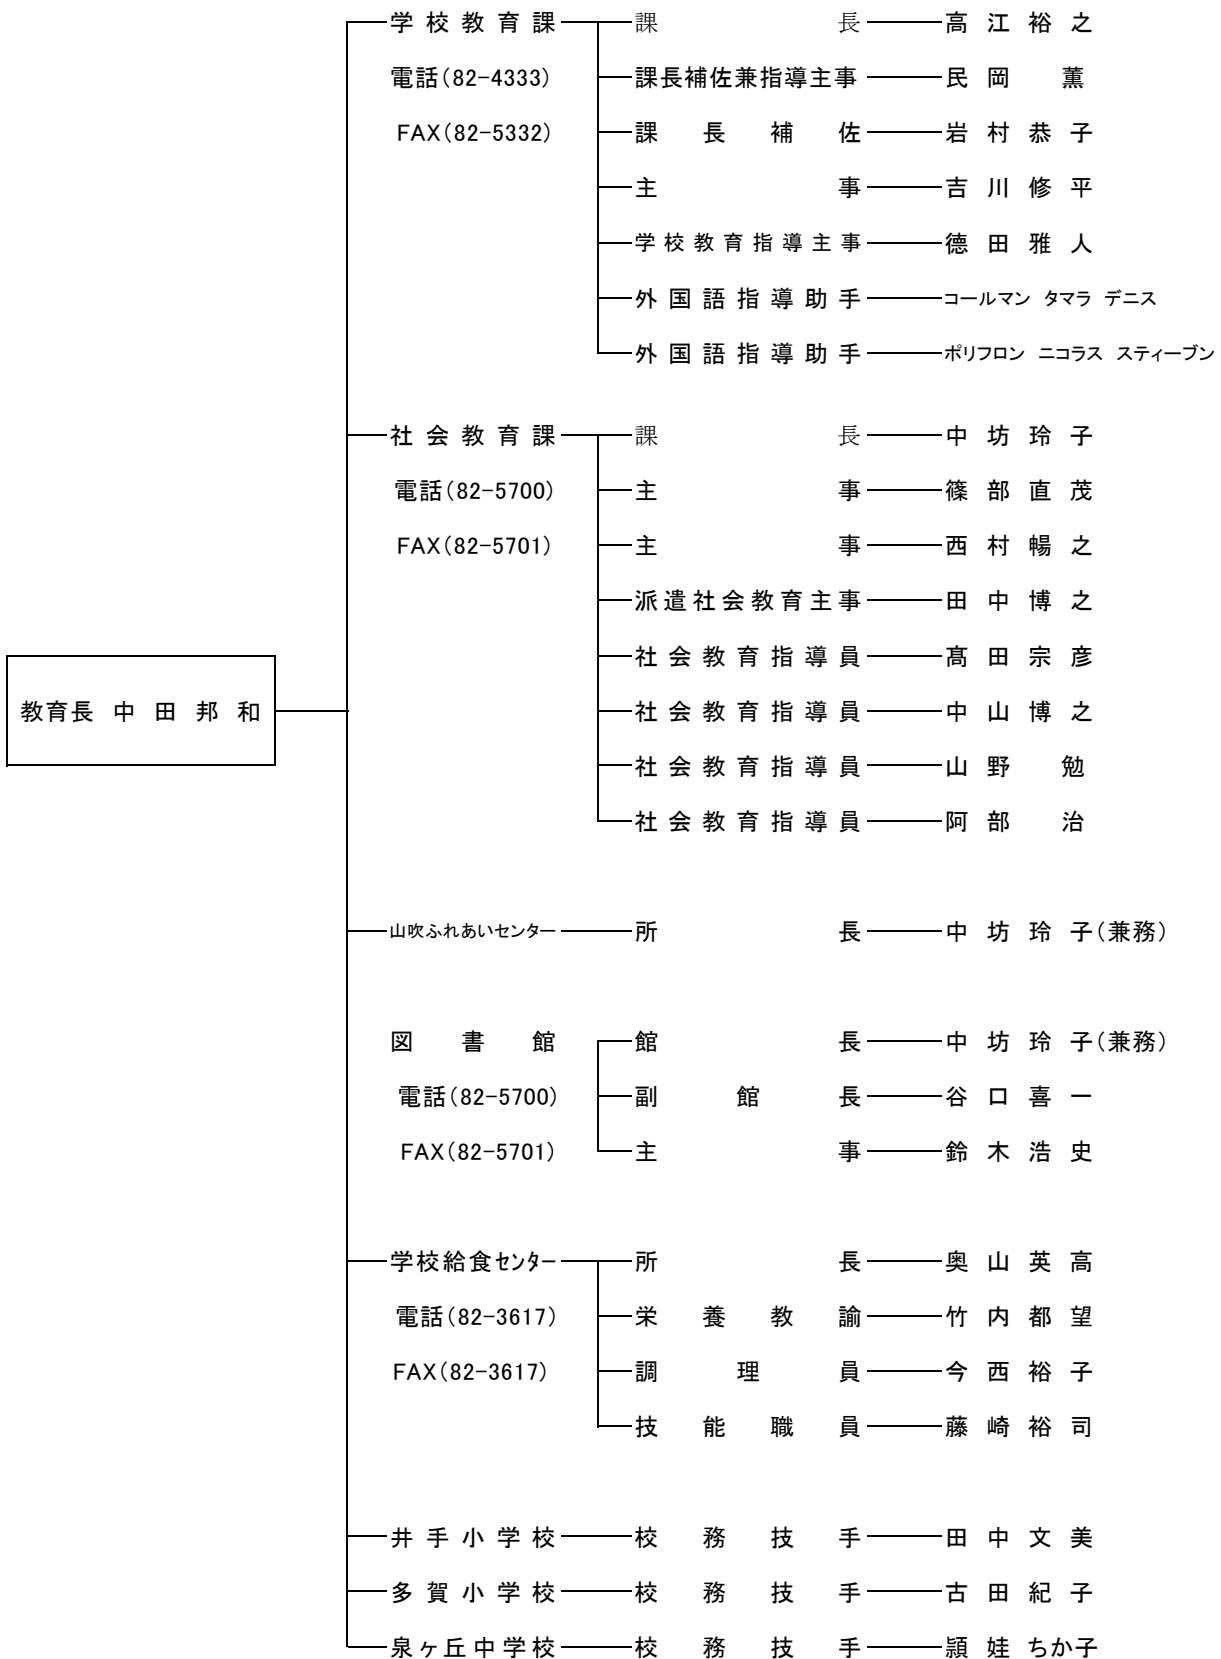 学校教育課 課長 高江裕之
電話(82-4333) 課長補佐兼指導主事 民岡 薫
FAX(82-5332) 課長補佐 岩村恭子
主事 吉川修平
学校教育指導主事 德田雅人
外国語指導助手 コールマン タマラ デニス
外国語指導助手 ポリフロン ニコラス スティーブン
社会教育課 課長 中坊玲子
電話(82-5700) 主事 篠部直茂
FAX(82-5701) 主事 西村暢之
派遣社会教育主事 田中博之
社会教育指導員 髙田宗彦
教育長 中田邦和 社会教育指導員 中山博之
社会教育指導員 山野 勉
社会教育指導員 阿部 治
山吹ふれあいセンター 所長 中坊玲子(兼務)
図書館 館長 中坊玲子(兼務)
電話(82-5700) 副館長 谷口喜一
FAX(82-5701) 主事 鈴木浩史
学校給食センター 所長 奥山英高
電話(82-3617) 栄養教諭 竹内都望
FAX(82-3617) 調理員 今西裕子
技能職員 藤崎裕司
井手小学校 校務技手 田中文美
多賀小学校 校務技手 古田紀子
泉ヶ丘中学校 校務技手 頴娃 ちか子